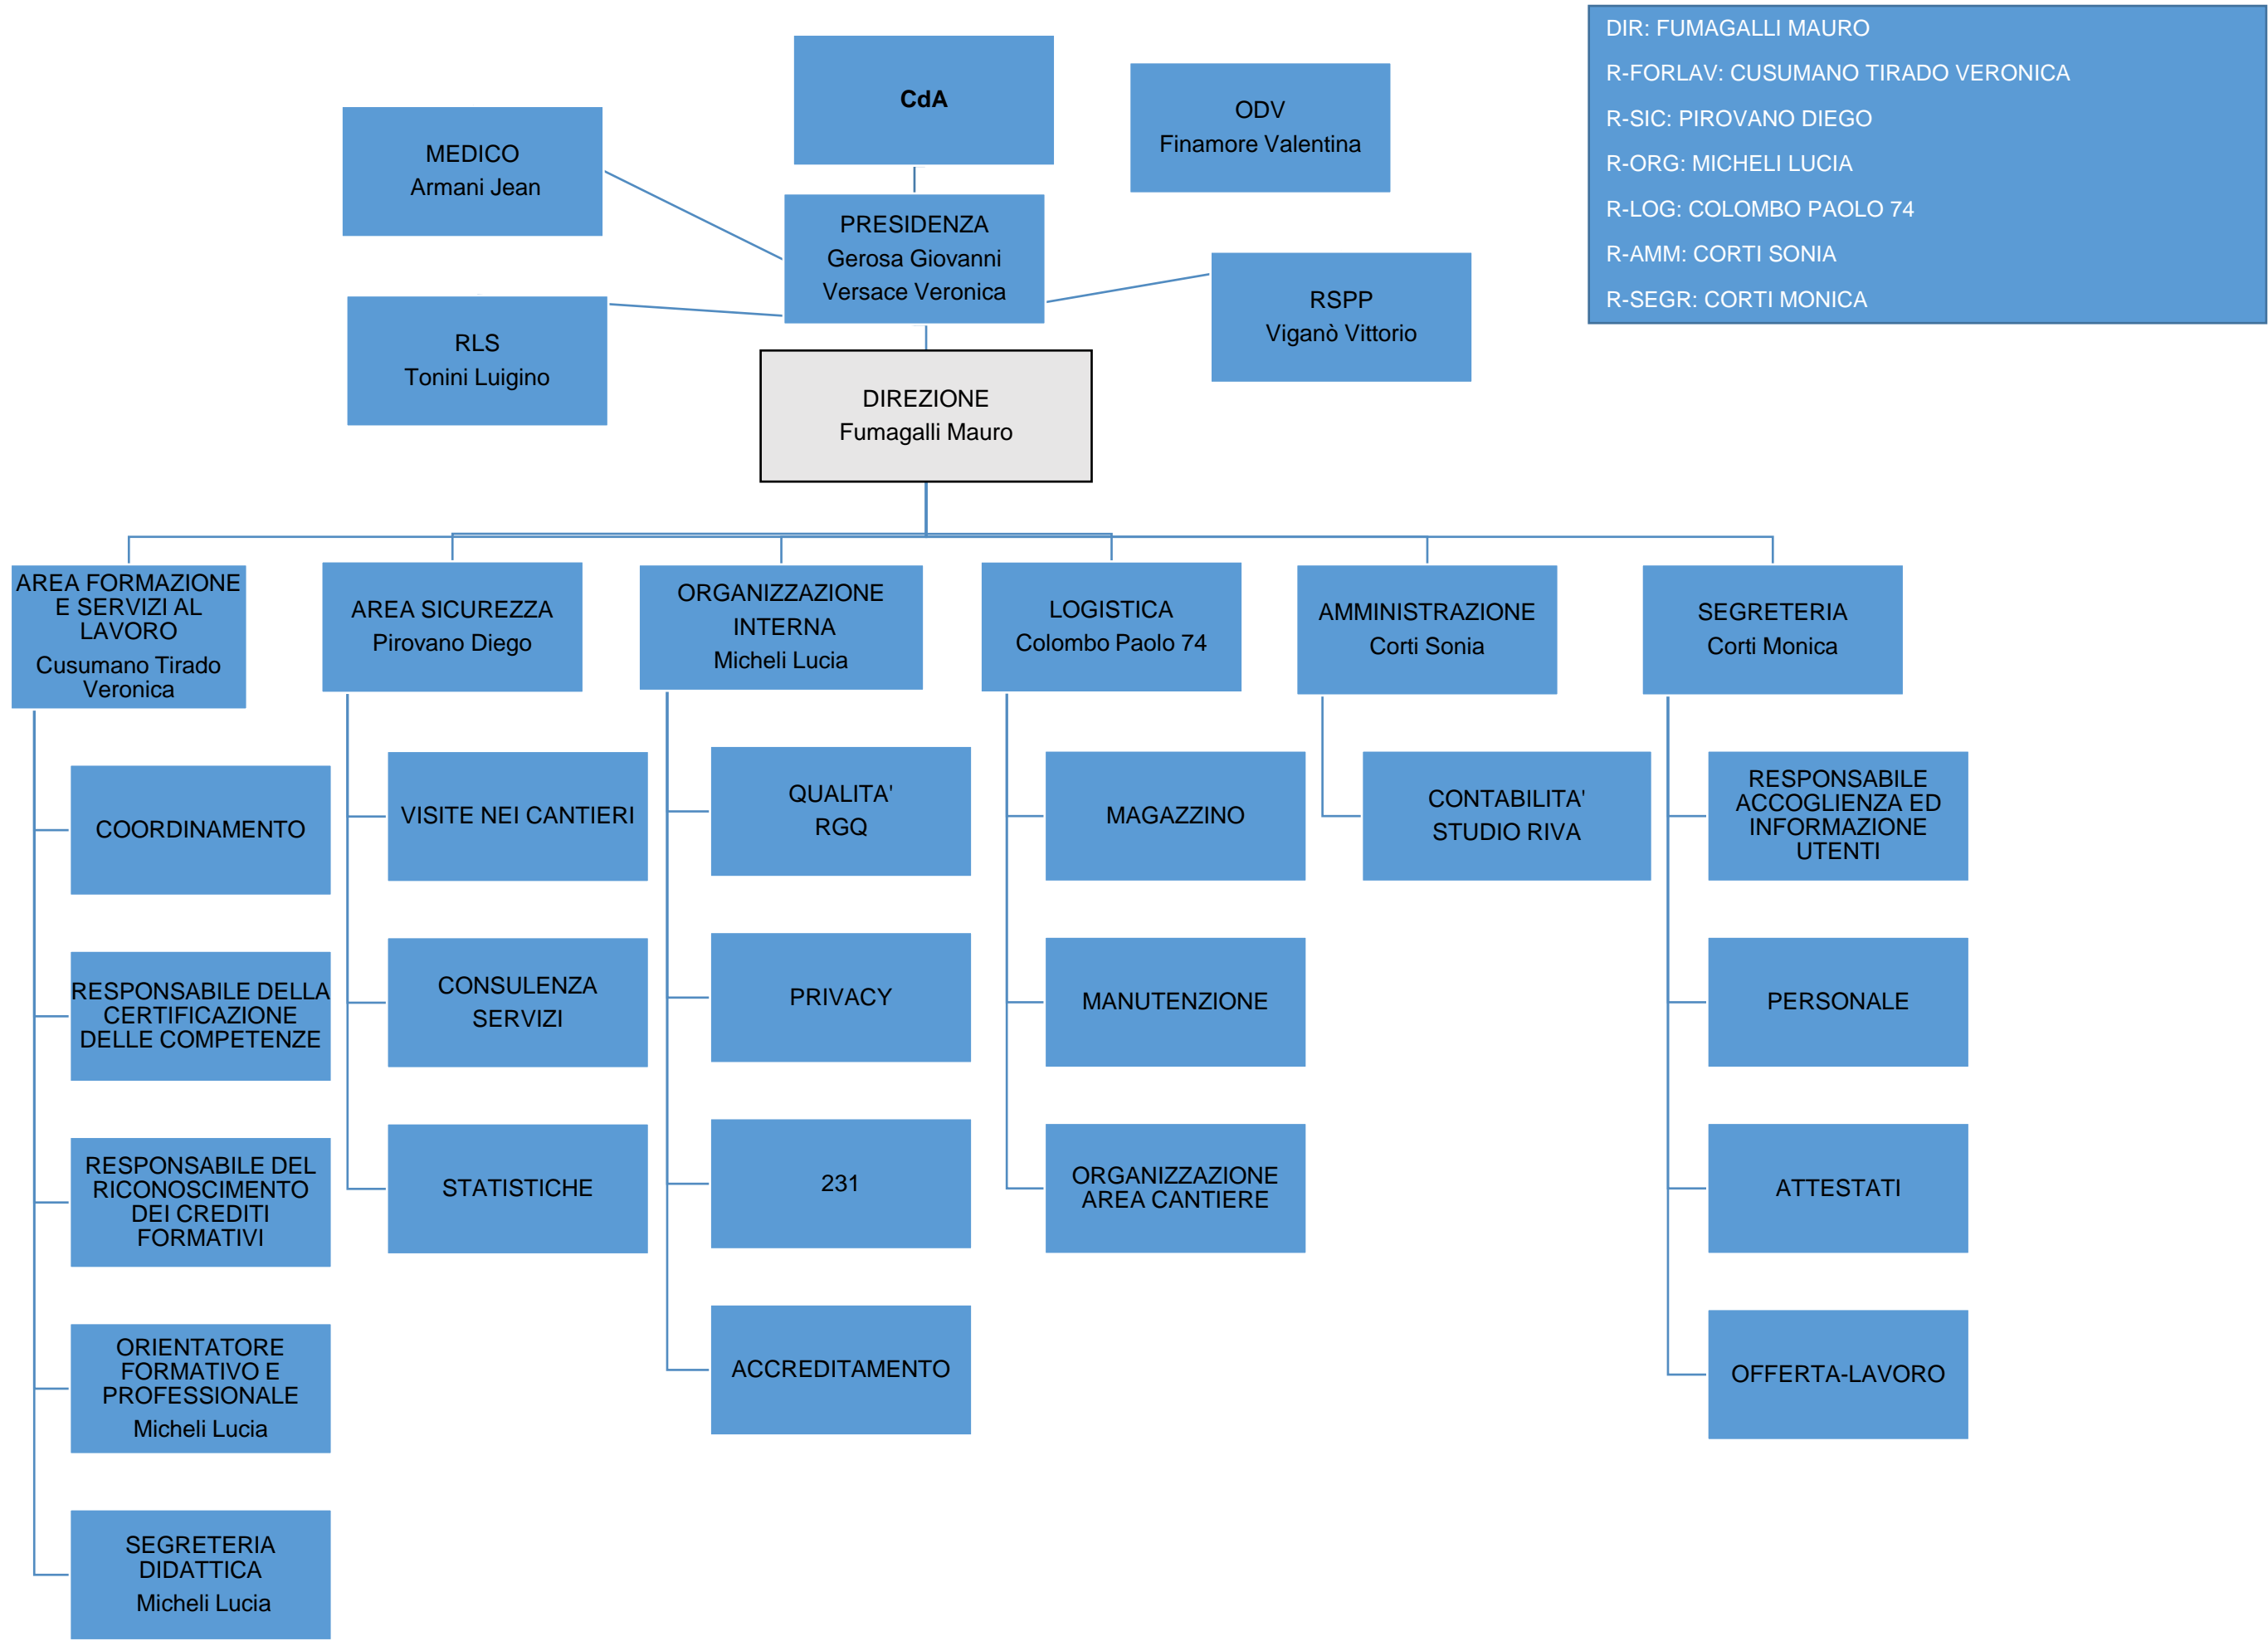 DIR: FUMAGALLI MAURO
R-FORLAV: CUSUMANO TIRADO VERONICA
R-SIC: PIROVANO DIEGO
R-ORG: MICHELI LUCIA
R-LOG: COLOMBO PAOLO 74
R-AMM: CORTI SONIA
R-SEGR: CORTI MONICA
CdA
ODV
Finamore Valentina
MEDICO
Armani Jean
PRESIDENZA
Gerosa Giovanni
Versace Veronica
RSPP
Viganò Vittorio
RLS
Tonini Luigino
DIREZIONE
Fumagalli Mauro
AREA FORMAZIONE
E SERVIZI AL
LAVORO
Cusumano Tirado
Veronica
COORDINAMENTO
RESPONSABILE DELLA
CERTIFICAZIONE
DELLE COMPETENZE
RESPONSABILE DEL
RICONOSCIMENTO
DEI CREDITI
FORMATIVI
ORIENTATORE
FORMATIVO E
PROFESSIONALE
Micheli Lucia
SEGRETERIA
DIDATTICA
Micheli Lucia
AREA SICUREZZA
Pirovano Diego
VISITE NEI CANTIERI
CONSULENZA
SERVIZI
STATISTICHE
ORGANIZZAZIONE
INTERNA
Micheli Lucia
QUALITA'
RGQ
PRIVACY
231
ACCREDITAMENTO
LOGISTICA
Colombo Paolo 74
MAGAZZINO
MANUTENZIONE
ORGANIZZAZIONE
AREA CANTIERE
AMMINISTRAZIONE
Corti Sonia
CONTABILITA'
STUDIO RIVA
SEGRETERIA
Corti Monica
RESPONSABILE
ACCOGLIENZA ED
INFORMAZIONE
UTENTI
PERSONALE
ATTESTATI
OFFERTA-LAVORO